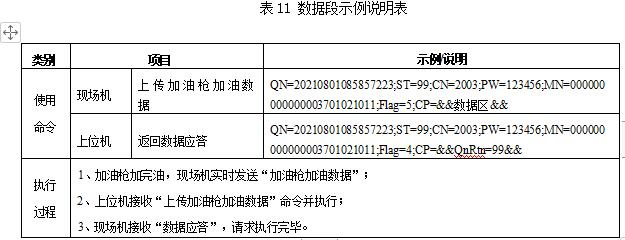 表 11 数据段示例说明表
类别 项目 示例说明
使用命令 现场机 上传加油枪加油数据 QN=20210801085857223;ST=99;CN=2003;PW=123456;MN=000000
000000003701021011;Flag=5;CP=&&数据区&&
上位机 返回数据应答 QN=20210801085857223;ST=99;CN=2003;PW=123456;MN=000000
000000003701021011;Flag=4;CP=&&QnRtn=99&&
执行过程
1、加油枪加完油，现场机实时发送“加油枪加油数据”；
2、上位机接收“上传加油枪加油数据”命令并执行；
3、现场机接收“数据应答”，请求执行完毕。